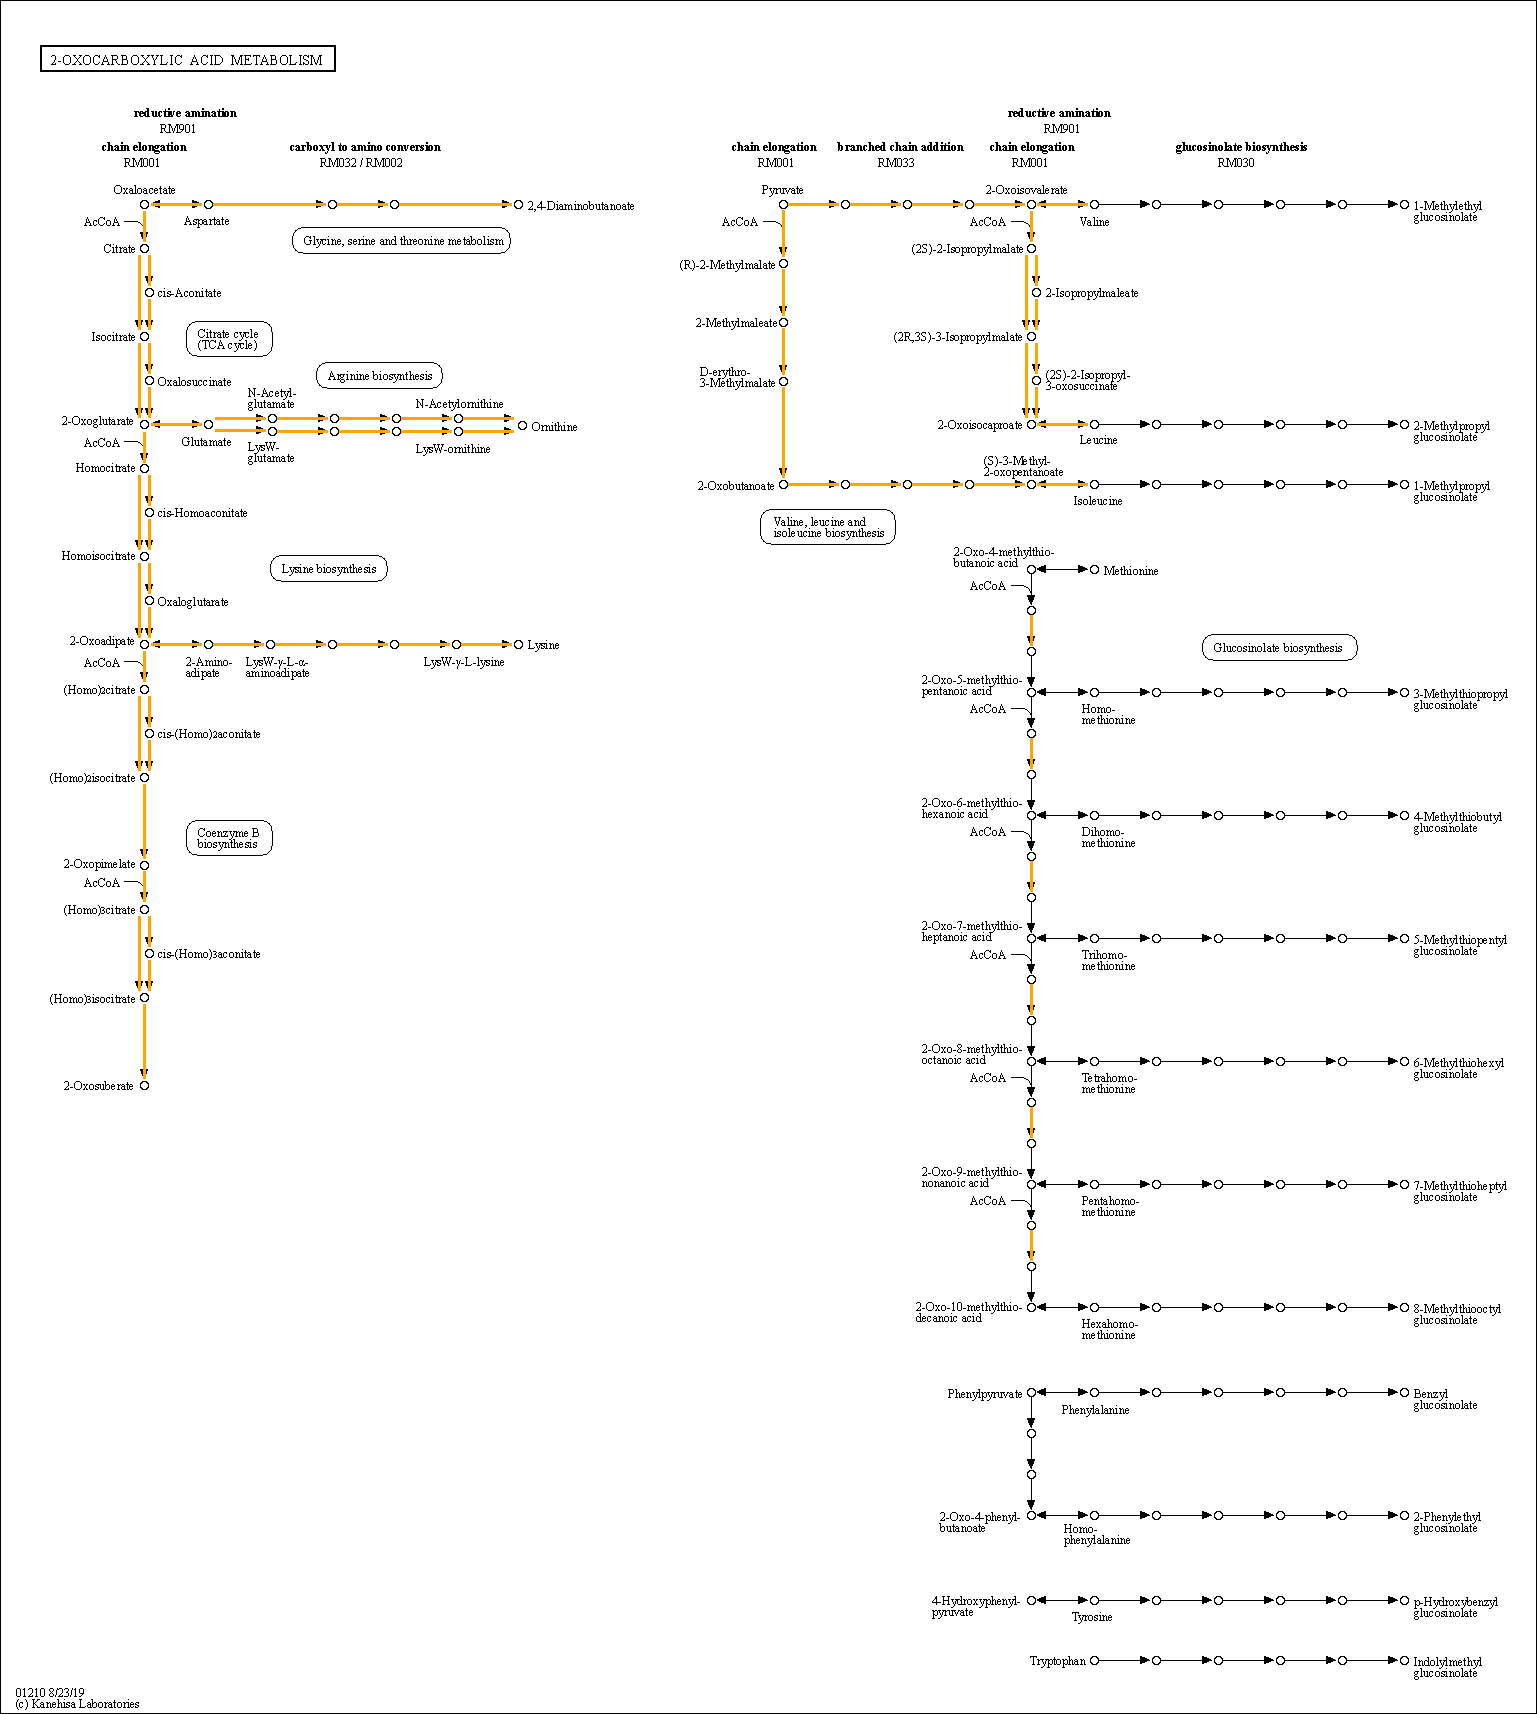 2-OXOCARBOXYLIC ACID METABOLISM
reductive amination
RM901
chain elongation
RM001
carboxyl to amino conversion
RM032 / RM002
Oxaloacetate
AcCoA
Aspartate
2,4-Diaminobutanoate
Glycine, serine and threonine metabolism
Citrate
cis-Aconitate
Isocitrate
Citrate cycle
(TCA cycle)
Oxalosuccinate
Arginine biosynthesis
N-Acetyl-
glutamate
N-Acetylornithine
2-Oxoglutarate
Glutamate
Ornithine
AcCoA
LysW-
glutamate
LysW-ornithine
Homocitrate
cis-Homoaconitate
Homoisocitrate
Lysine biosynthesis
Oxaloglutarate
2-Oxoadipate
AcCoA
2-Amino-
adipate
LysW-γ-L-α-
aminoadipate
LysW-γ-L-lysine
Lysine
(Homo)2citrate
cis-(Homo)2aconitate
(Homo)2isocitrate
Coenzyme B
biosynthesis
2-Oxopimelate
AcCoA
(Homo)3citrate
cis-(Homo)3aconitate
(Homo)3isocitrate
2-Oxosuberate
reductive amination
RM901
chain elongation
RM001
branched chain addition
RM033
chain elongation
RM001
glucosinolate biosynthesis
RM030
Pyruvate
AcCoA
2-Oxoisovalerate
AcCoA
Valine
1-Methylethyl
glucosinolate
(R)-2-Methylmalate
(2S)-2-Isopropylmalate
2-Isopropylmaleate
2-Methylmaleate
(2R,3S)-3-Isopropylmalate
D-erythro-
3-Methylmalate
(2S)-2-Isopropyl-
3-oxosuccinate
2-Oxoisocaproate
Leucine
2-Methylpropyl
glucosinolate
2-Oxobutanoate
(S)-3-Methyl-
2-oxopentanoate
Isoleucine
1-Methylpropyl
glucosinolate
Valine, leucine and
isoleucine biosynthesis
2-Oxo-4-methylthio-
butanoic acid
Methionine
AcCoA
Glucosinolate biosynthesis
2-Oxo-5-methylthio-
pentanoic acid
AcCoA
Homo-
methionine
3-Methylthiopropyl
glucosinolate
2-Oxo-6-methylthio-
hexanoic acid
AcCoA
Dihomo-
methionine
4-Methylthiobutyl
glucosinolate
2-Oxo-7-methylthio-
heptanoic acid
AcCoA
Trihomo-
methionine
5-Methylthiopentyl
glucosinolate
2-Oxo-8-methylthio-
octanoic acid
AcCoA
Tetrahomo-
methionine
6-Methylthiohexyl
glucosinolate
2-Oxo-9-methylthio-
nonanoic acid
AcCoA
Pentahomo-
methionine
7-Methylthioheptyl
glucosinolate
2-Oxo-10-methylthio-
decanoic acid
Hexahomo-
methionine
8-Methylthiooctyl
glucosinolate
Phenylpyruvate
Phenylalanine
Benzyl
glucosinolate
2-Oxo-4-phenyl-
butanoate
Homo-
phenylalanine
2-Phenylethyl
glucosinolate
4-Hydroxyphenyl-
pyruvate
Tyrosine
p-Hydroxybenzyl
glucosinolate
Tryptophan
Indolylmethyl
glucosinolate
01210 8/23/19
(c) Kanehisa Laboratories